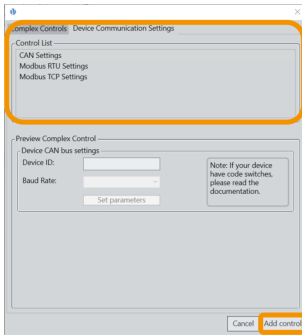 Complex Controls Device Communication Settings
Control List
CAN Settings
Modbus RTU Settings
Modbus TCP Settings
Preview Complex Control
Device CAN bus settings
Device ID:
Baud Rate:
Set parameters
Note: If your device
have code switches,
please read the
documentation.
Cancel Add control